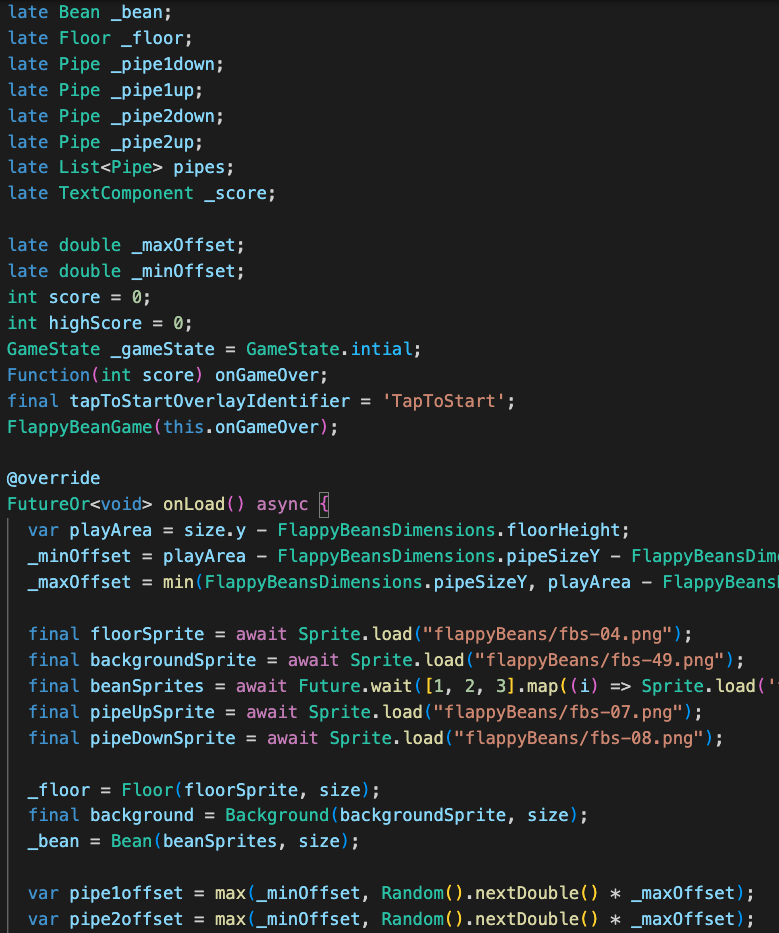 late Bean _bean;
late Floor _floor;
late Pipe _pipe1down;
late Pipe _pipe1up;
late Pipe _pipe2down;
late Pipe _pipe2up;
late List<Pipe> pipes;
late TextComponent _score;
late double _maxOffset;
late double _minOffset;
int score = 0;
int highScore = 0;
GameState _gameState = GameState.intial;
Function(int score) onGameOver;
final tapToStartOverlayIdentifier = 'TapToStart';
FlappyBeanGame(this.onGameOver);
@override
FutureOr<void> onLoad() async {
var playArea = size.y - FlappyBeansDimensions.floorHeight;
_minOffset = playArea - FlappyBeansDimensions.pipeSizeY - FlappyBeansDim
_maxOffset = min(FlappyBeansDimensions.pipeSizeY, playArea - FlappyBeans
final floorSprite = await Sprite.load("flappyBeans/fbs-04.png");
final backgroundSprite = await Sprite.load("flappyBeans/fbs-49.png");
final beanSprites = await Future.wait([1, 2, 3].map((i) => Sprite.load('
final pipeUpSprite = await Sprite.load("flappyBeans/fbs-07.png");
final pipeDownSprite = await Sprite.load("flappyBeans/fbs-08.png");
_floor = Floor(floorSprite, size);
final background = Background(backgroundSprite, size);
_bean = Bean(beanSprites, size);
var pipe1offset = max(_minOffset, Random().nextDouble() * _maxOffset);
var pipe2offset = max(_minOffset, Random().nextDouble() * _maxOffset);